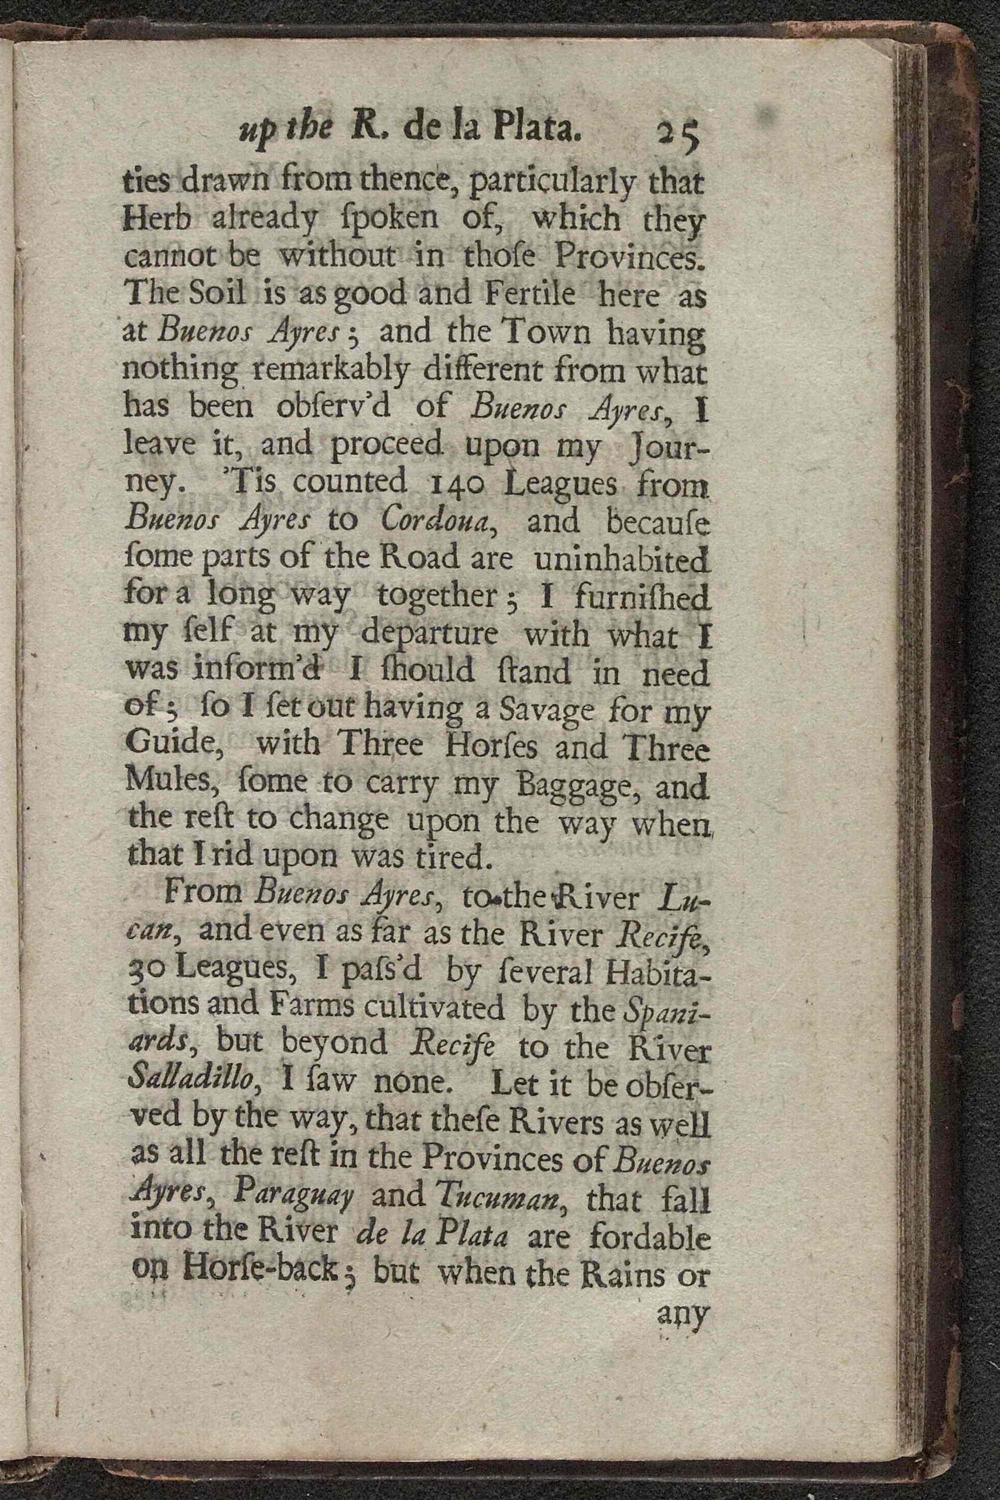 up the R. de la Plata. 25
ties drawn from thence, particularly that
Herb already ſpoken of, which they
cannot be without in thoſe Provinces.
The Soil is as good and Fertile here as
at Buenos Ayres; and the Town having
nothing remarkably different from what
has been obſerv'd of Buenos Ayres, I
leave it, and proceed upon my Jour-
ney. 'Tis counted 140 Leagues from
Buenos Ayres to Cordoua, and becauſe
ſome parts of the Road are uninhabited
for a long way together; I furniſhed
my ſelf at my departure with what I
was inform'd I ſhould ſtand in need
of; ſo I ſet out having a Savage for my
Guide, with Three Horſes and Three
Mules, ſome to carry my Baggage, and
the reſt to change upon the way when
that I rid upon was tired.
From Buenos Ayres, to the River Lu-
can, and even as far as the River Recife,
30 Leagues, I paſs'd by ſeveral Habita-
tions and Farms cultivated by the Spani-
ards, but beyond Recife to the River
Salladillo, I ſaw none. Let it be obſer-
ved by the way, that theſe Rivers as well
as all the reſt in the Provinces of Buenos
Ayres, Paraguay and Tucuman, that fall
into the River de la Plata are fordable
on Horſe-back; but when the Rains or
any